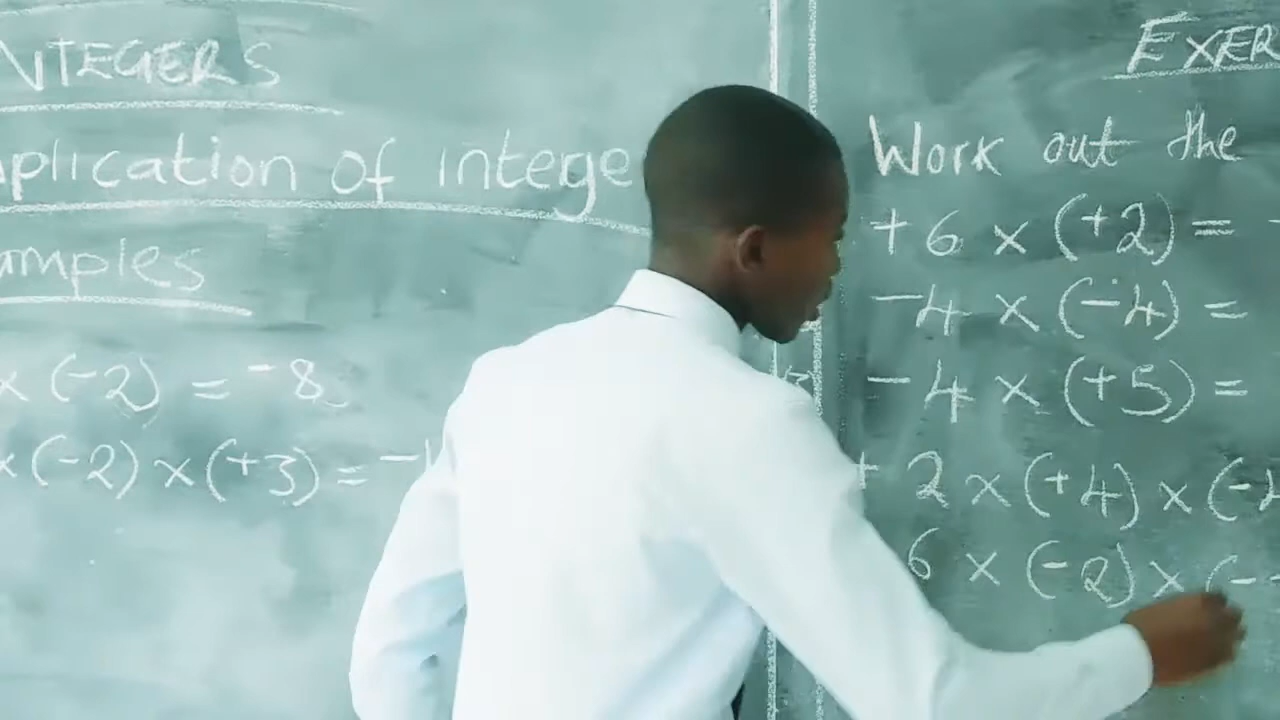 NTEGERS
plication of intege
amples
x (-2) = -8
x (-2) x (+3) = -
EXER
Work out the
+6 x (+2) = -
-4 x (-4) =
-4 x (+5) =
+ 2 x (+4) x (-
6 x (-2) x (-